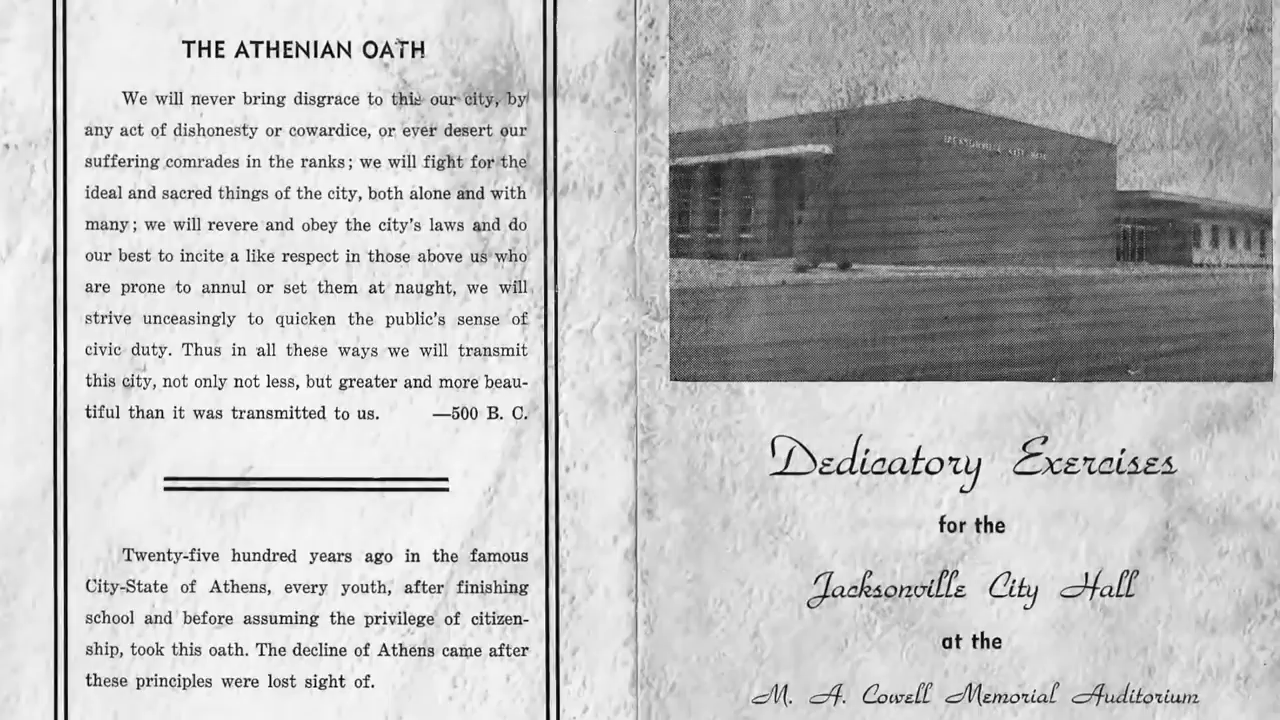 THE ATHENIAN OATH
We will never bring disgrace to this our city, by
any act of dishonesty or cowardice, or ever desert our
suffering comrades in the ranks; we will fight for the
ideal and sacred things of the city, both alone and with
many; we will revere and obey the city's laws and do
our best to incite a like respect in those above us who
are prone to annul or set them at naught, we will
strive unceasingly to quicken the public's sense of
civic duty. Thus in all these ways we will transmit
this city, not only not less, but greater and more beau-
tiful than it was transmitted to us. —500 B. C.
Twenty-five hundred years ago in the famous
City-State of Athens, every youth, after finishing
school and before assuming the privilege of citizen-
ship, took this oath. The decline of Athens came after
these principles were lost sight of.
JACKSONVILLE CITY HALL
Dedicatory Exercises
for the
Jacksonville City Hall
at the
M. A. Cowell Memorial Auditorium